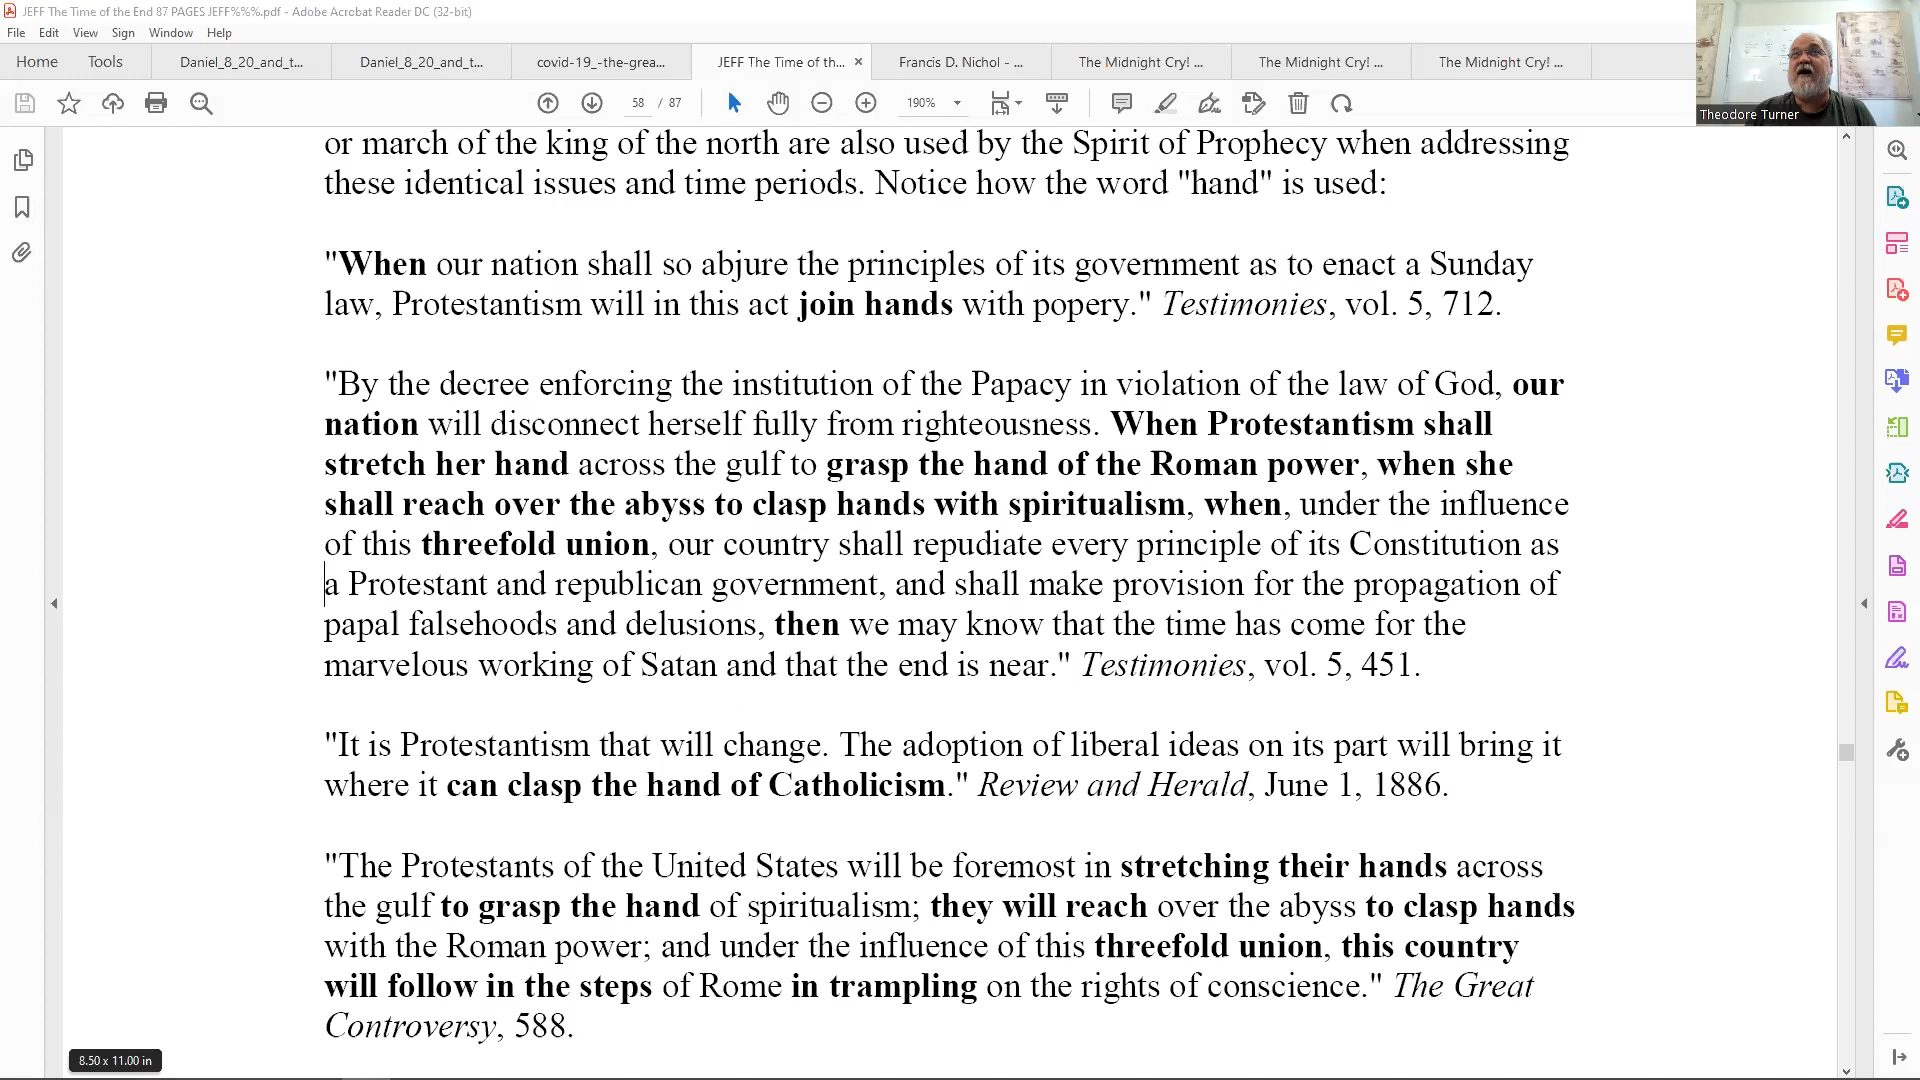 JEFF The Time of the End 87 PAGES JEFF%%%.pdf - Adobe Acrobat Reader DC (32-bit)
File Edit View Sign Window Help
Home Tools Daniel_8_20_and_t... Daniel_8_20_and_t... covid-19_-the-grea... JEFF The Time of th... × Francis D. Nichol - ... The Midnight Cry! ... The Midnight Cry! ... The Midnight Cry! ...
58 / 87 190%
Theodore Turner
or march of the king of the north are also used by the Spirit of Prophecy when addressing
these identical issues and time periods. Notice how the word "hand" is used:
"When our nation shall so abjure the principles of its government as to enact a Sunday
law, Protestantism will in this act join hands with popery." Testimonies, vol. 5, 712.
"By the decree enforcing the institution of the Papacy in violation of the law of God, our
nation will disconnect herself fully from righteousness. When Protestantism shall
stretch her hand across the gulf to grasp the hand of the Roman power, when she
shall reach over the abyss to clasp hands with spiritualism, when, under the influence
of this threefold union, our country shall repudiate every principle of its Constitution as
a Protestant and republican government, and shall make provision for the propagation of
papal falsehoods and delusions, then we may know that the time has come for the
marvelous working of Satan and that the end is near." Testimonies, vol. 5, 451.
"It is Protestantism that will change. The adoption of liberal ideas on its part will bring it
where it can clasp the hand of Catholicism." Review and Herald, June 1, 1886.
"The Protestants of the United States will be foremost in stretching their hands across
the gulf to grasp the hand of spiritualism; they will reach over the abyss to clasp hands
with the Roman power; and under the influence of this threefold union, this country
will follow in the steps of Rome in trampling on the rights of conscience." The Great
Controversy, 588.
8.50 x 11.00 in